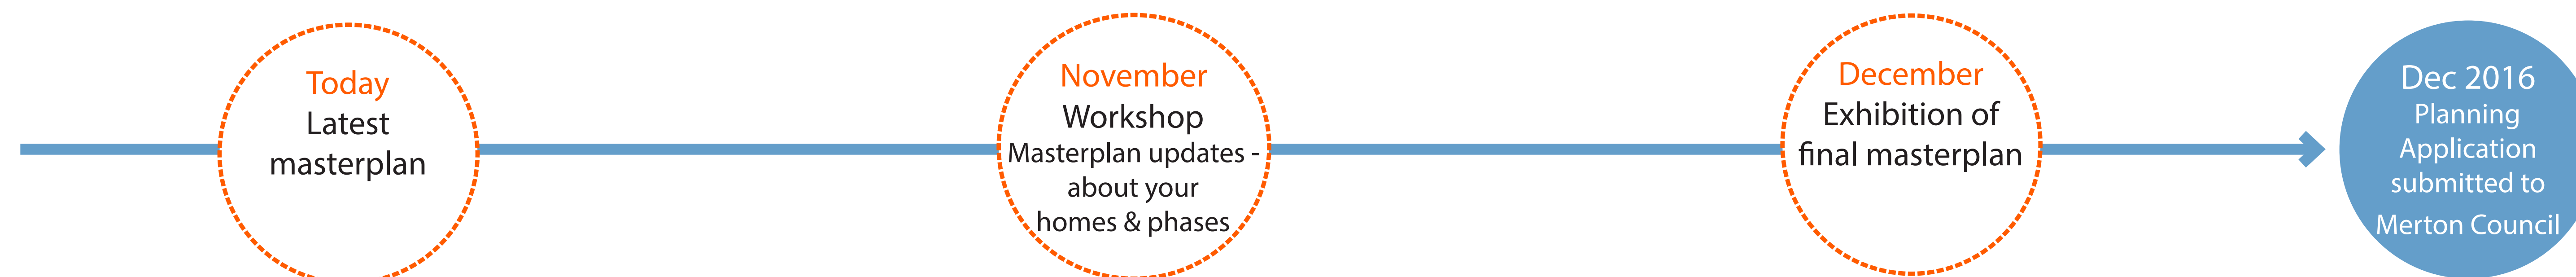 Today
Latest
masterplan
November
Workshop
Masterplan updates -
about your
homes & phases
December
Exhibition of
final masterplan
Dec 2016
Planning
Application
submitted to
Merton Council